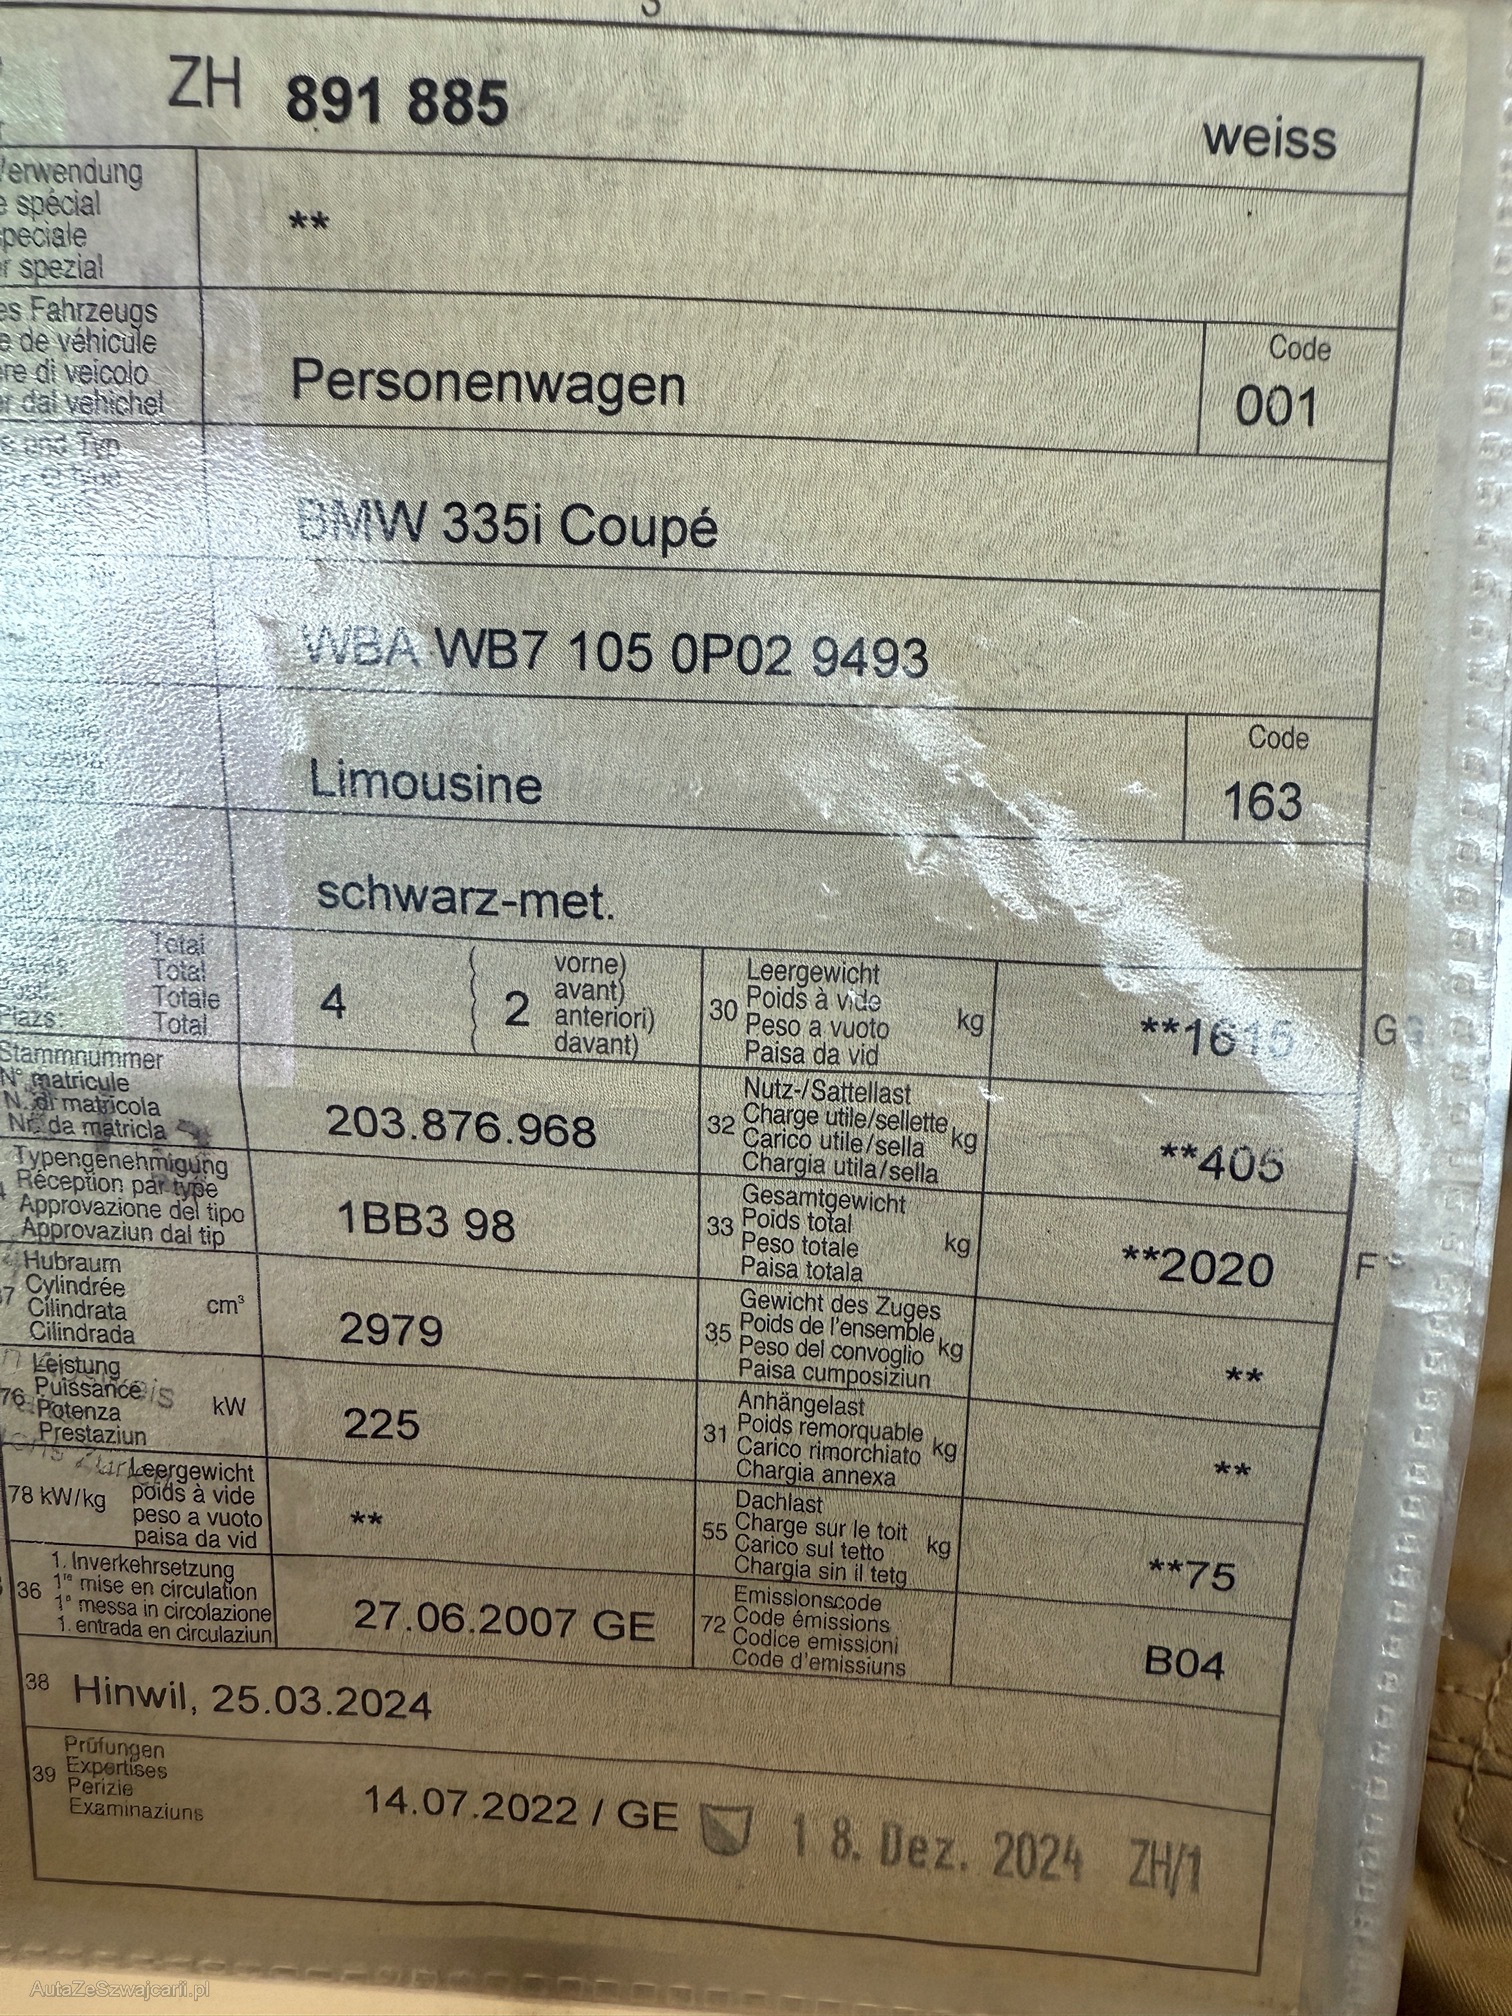 ZH 891 885 weiss
Verwendung
spécial
speciale
spezial
**
es Fahrzeugs
de véhicule
di veicolo
dal vehichel
Personenwagen
Code
001
and Typ
BMW 335i Coupé
WBA WB7 105 0P02 9493
Limousine
Code
163
schwarz-met.
Total
Total
Totale
Plazs: Total
4
2
vorne)
avant)
anteriori)
davant)
30
Leergewicht
Poids à vide
Peso a vuoto
Paisa da vid
kg
**1615
Stammnummer
N° matricule
N. di matricola
Nr. da matricla
203.876.968
32
Nutz-/Sattellast
Charge utile/sellette
Carico utile/sella
Chargia utila/sella
kg
**405
Typengenehmigung
Réception par type
Approvazione del tipo
Approvaziun dal tip
1BB3 98
33
Gesamtgewicht
Poids total
Peso totale
Paisa totala
kg
**2020
Hubraum
Cylindrée
Cilindrata
Cilindrada
cm³
2979
35
Gewicht des Zuges
Poids de l'ensemble
Peso del convoglio
Paisa cumposiziun
kg
**
76
Leistung
Puissance
Potenza
Prestaziun
kW
225
31
Anhängelast
Poids remorquable
Carico rimorchiato
Chargia annexa
kg
**
78 kW/kg
Leergewicht
poids à vide
peso a vuoto
paisa da vid
**
55
Dachlast
Charge sur le toit
Carico sul tetto
Chargia sin il tetg
kg
**75
36
1. Inverkehrsetzung
1re mise en circulation
1a messa in circolazione
1. entrada en circulaziun
27.06.2007 GE
72
Emissionscode
Code émissions
Codice emissioni
Code d'emissiuns
B04
38 Hinwil, 25.03.2024
39
Prüfungen
Expertises
Perizie
Examinaziuns
14.07.2022 / GE
18. Dez. 2024 ZH/1
AutaZeSzwajcarii.pl